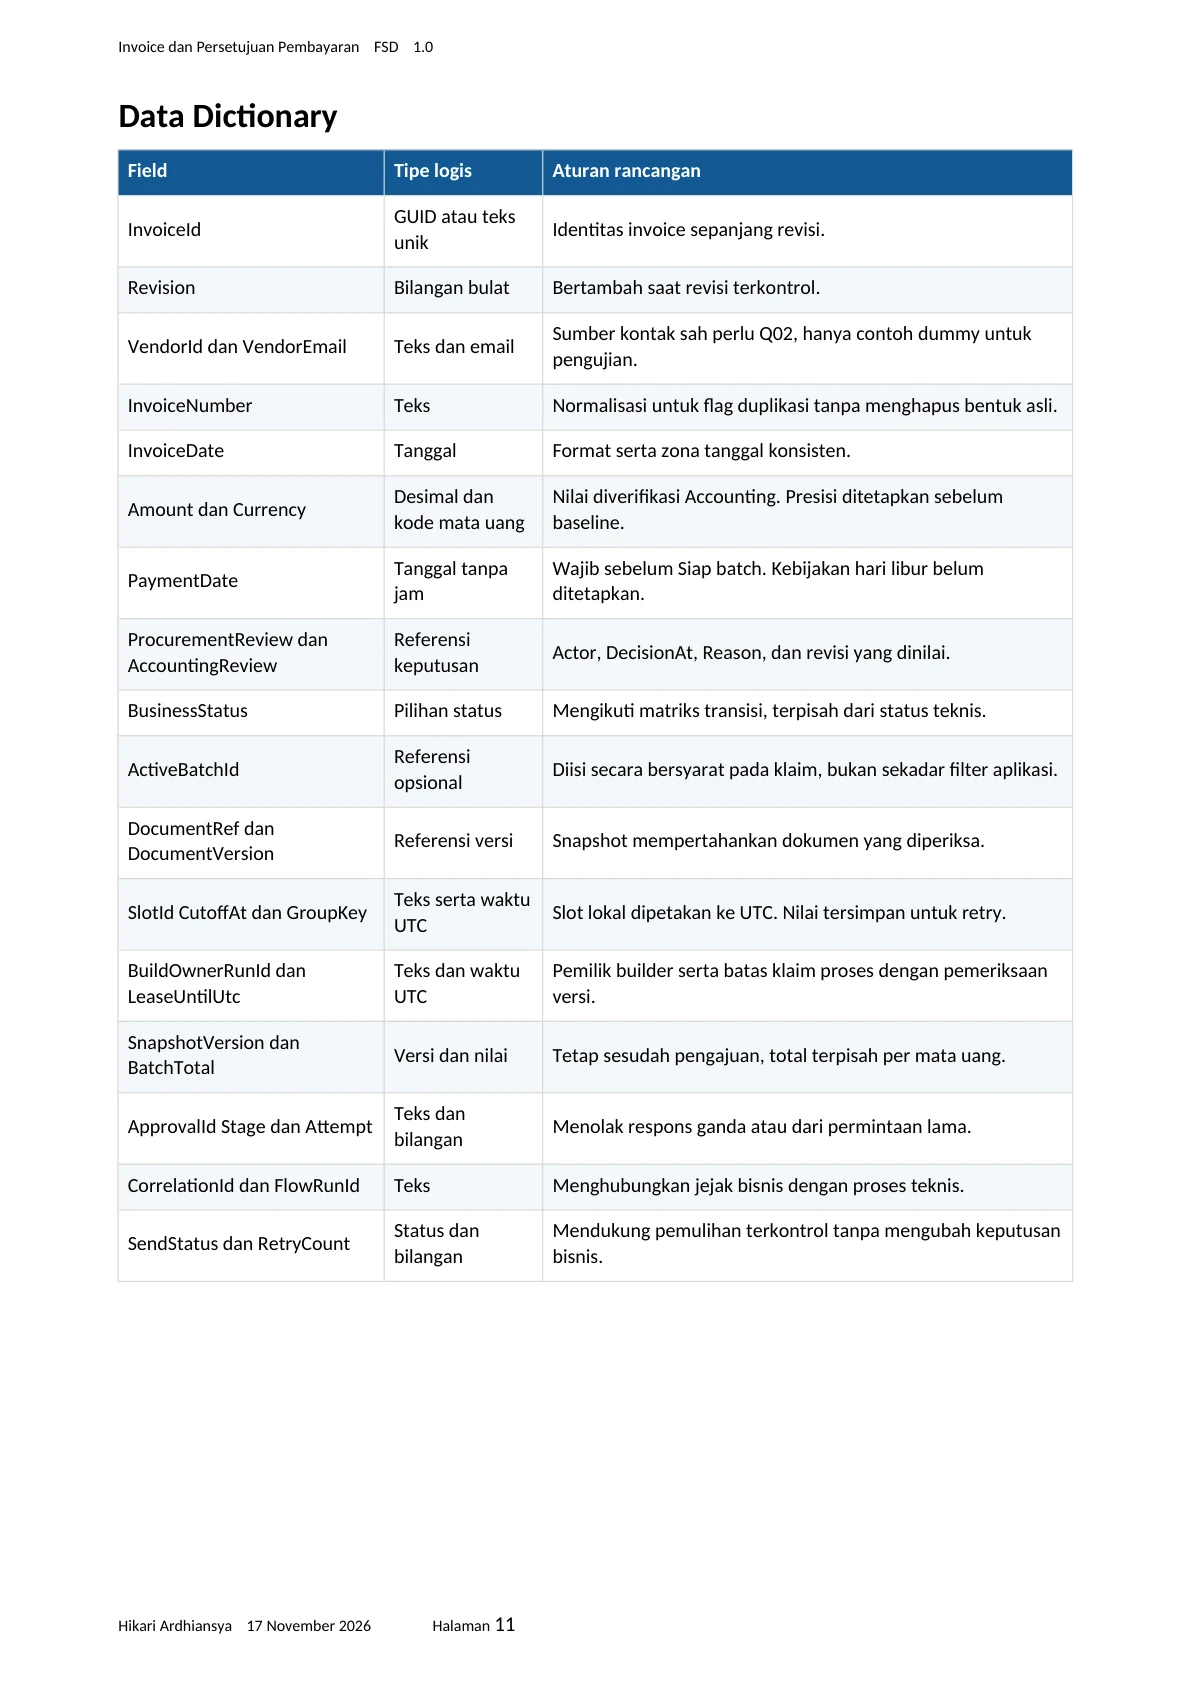 Invoice dan Persetujuan Pembayaran FSD 1.0
Data Dictionary
Field Tipe logis Aturan rancangan
InvoiceId GUID atau teks unik Identitas invoice sepanjang revisi.
Revision Bilangan bulat Bertambah saat revisi terkontrol.
VendorId dan VendorEmail Teks dan email Sumber kontak sah perlu Q02, hanya contoh dummy untuk pengujian.
InvoiceNumber Teks Normalisasi untuk flag duplikasi tanpa menghapus bentuk asli.
InvoiceDate Tanggal Format serta zona tanggal konsisten.
Amount dan Currency Desimal dan kode mata uang Nilai diverifikasi Accounting. Presisi ditetapkan sebelum baseline.
PaymentDate Tanggal tanpa jam Wajib sebelum Siap batch. Kebijakan hari libur belum ditetapkan.
ProcurementReview dan AccountingReview Referensi keputusan Actor, DecisionAt, Reason, dan revisi yang dinilai.
BusinessStatus Pilihan status Mengikuti matriks transisi, terpisah dari status teknis.
ActiveBatchId Referensi opsional Diisi secara bersyarat pada klaim, bukan sekadar filter aplikasi.
DocumentRef dan DocumentVersion Referensi versi Snapshot mempertahankan dokumen yang diperiksa.
SlotId CutoffAt dan GroupKey Teks serta waktu UTC Slot lokal dipetakan ke UTC. Nilai tersimpan untuk retry.
BuildOwnerRunId dan LeaseUntilUtc Teks dan waktu UTC Pemilik builder serta batas klaim proses dengan pemeriksaan versi.
SnapshotVersion dan BatchTotal Versi dan nilai Tetap sesudah pengajuan, total terpisah per mata uang.
ApprovalId Stage dan Attempt Teks dan bilangan Menolak respons ganda atau dari permintaan lama.
CorrelationId dan FlowRunId Teks Menghubungkan jejak bisnis dengan proses teknis.
SendStatus dan RetryCount Status dan bilangan Mendukung pemulihan terkontrol tanpa mengubah keputusan bisnis.
Hikari Ardhiansya 17 November 2026 Halaman 11